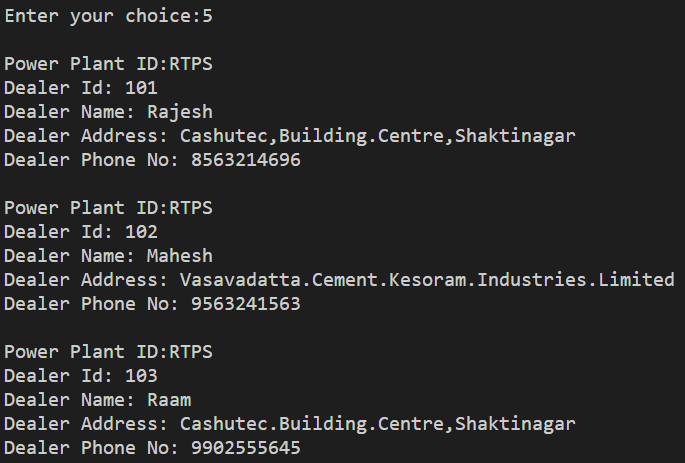 Enter your choice:5
Power Plant ID:RTPS
Dealer Id: 101
Dealer Name: Rajesh
Dealer Address: Cashutec,Building.Centre,Shaktinagar
Dealer Phone No: 8563214696
Power Plant ID:RTPS
Dealer Id: 102
Dealer Name: Mahesh
Dealer Address: Vasavadatta.Cement.Kesoram.Industries.Limited
Dealer Phone No: 9563241563
Power Plant ID:RTPS
Dealer Id: 103
Dealer Name: Raam
Dealer Address: Cashutec.Building.Centre,Shaktinagar
Dealer Phone No: 9902555645